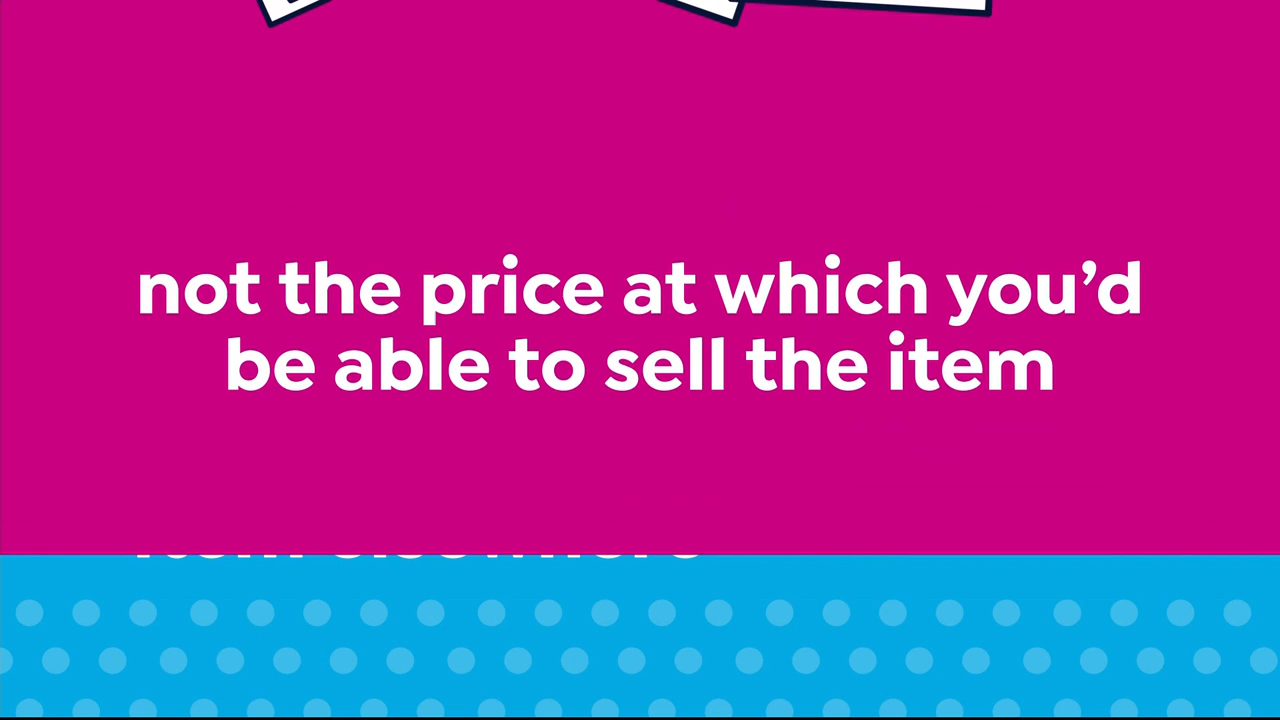 not the price at which you’d
be able to sell the item